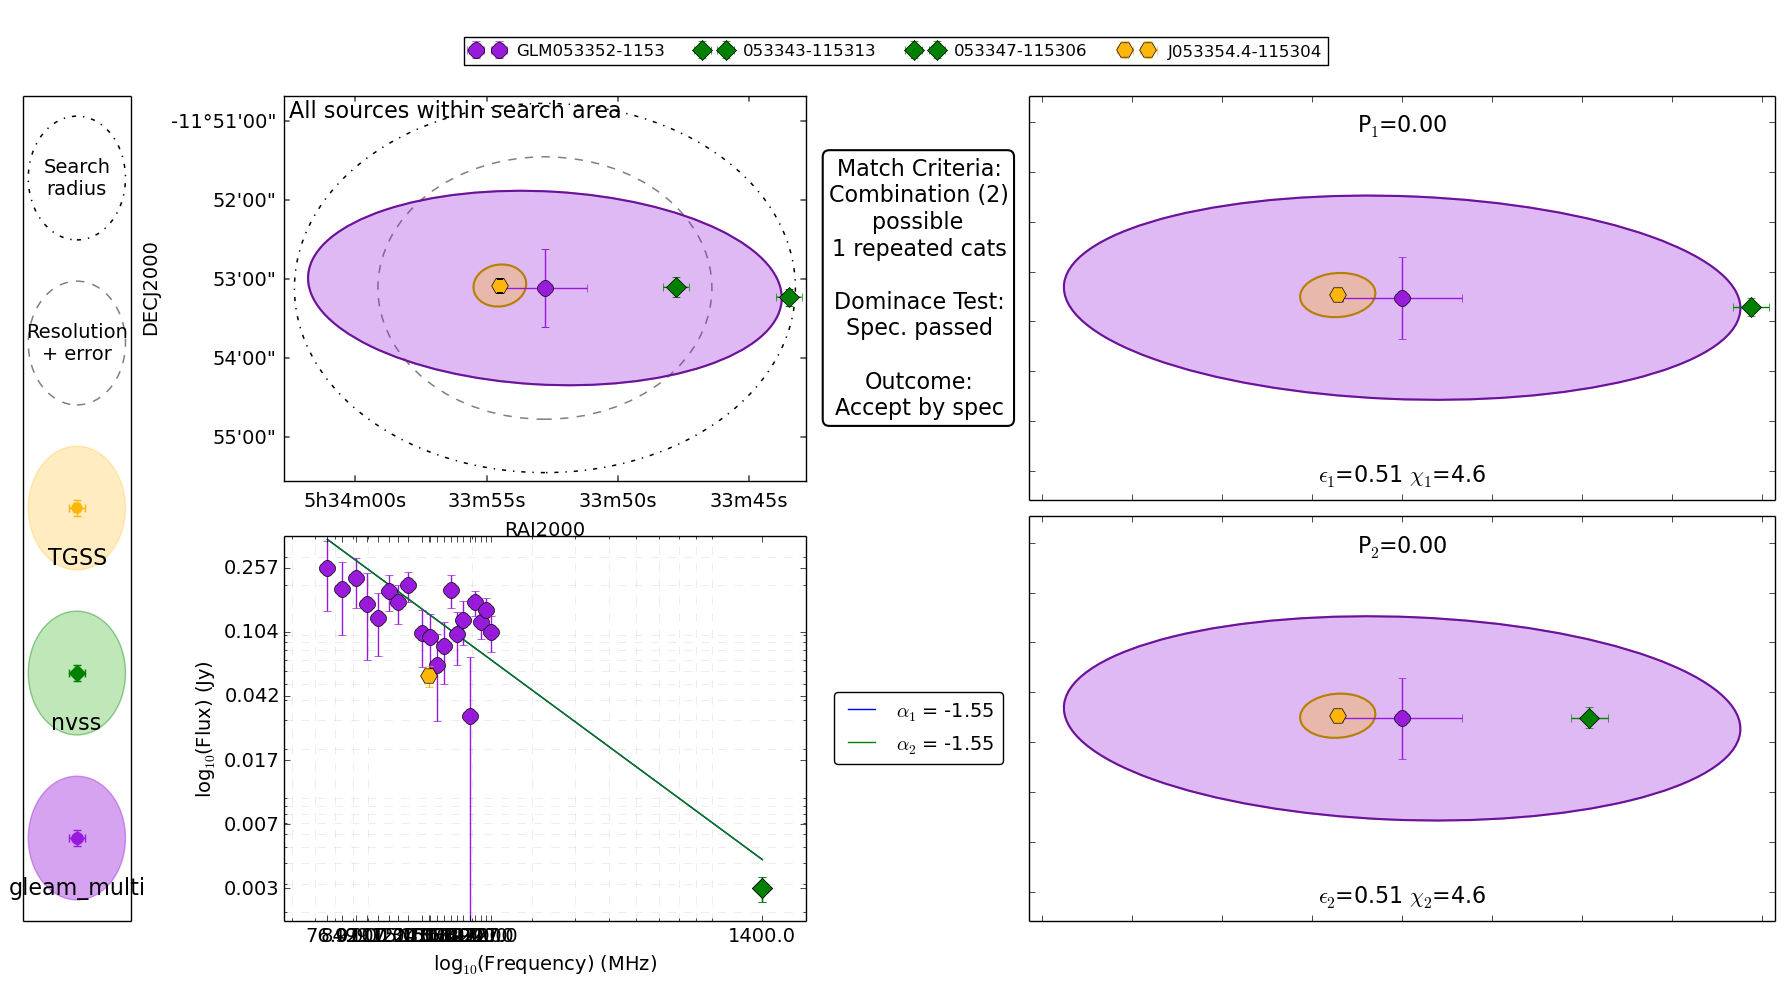 GLM053352-1153 053343-115313 053347-115306 J053354.4-115304
Search
radius
Resolution
+ error
TGSS
nvss
gleam_multi
All sources within search area
DECJ2000
-11°51'00"
52'00"
53'00"
54'00"
55'00"
5h34m00s 33m55s 33m50s 33m45s
RAJ2000
Match Criteria:
Combination (2)
possible
1 repeated cats
Dominace Test:
Spec. passed
Outcome:
Accept by spec
P₁=0.00
ϵ₁=0.51 χ₁=4.6
log₁₀(Flux) (Jy)
0.257
0.104
0.042
0.017
0.007
0.003
1400.0
log₁₀(Frequency) (MHz)
α₁ = -1.55
α₂ = -1.55
P₂=0.00
ϵ₂=0.51 χ₂=4.6